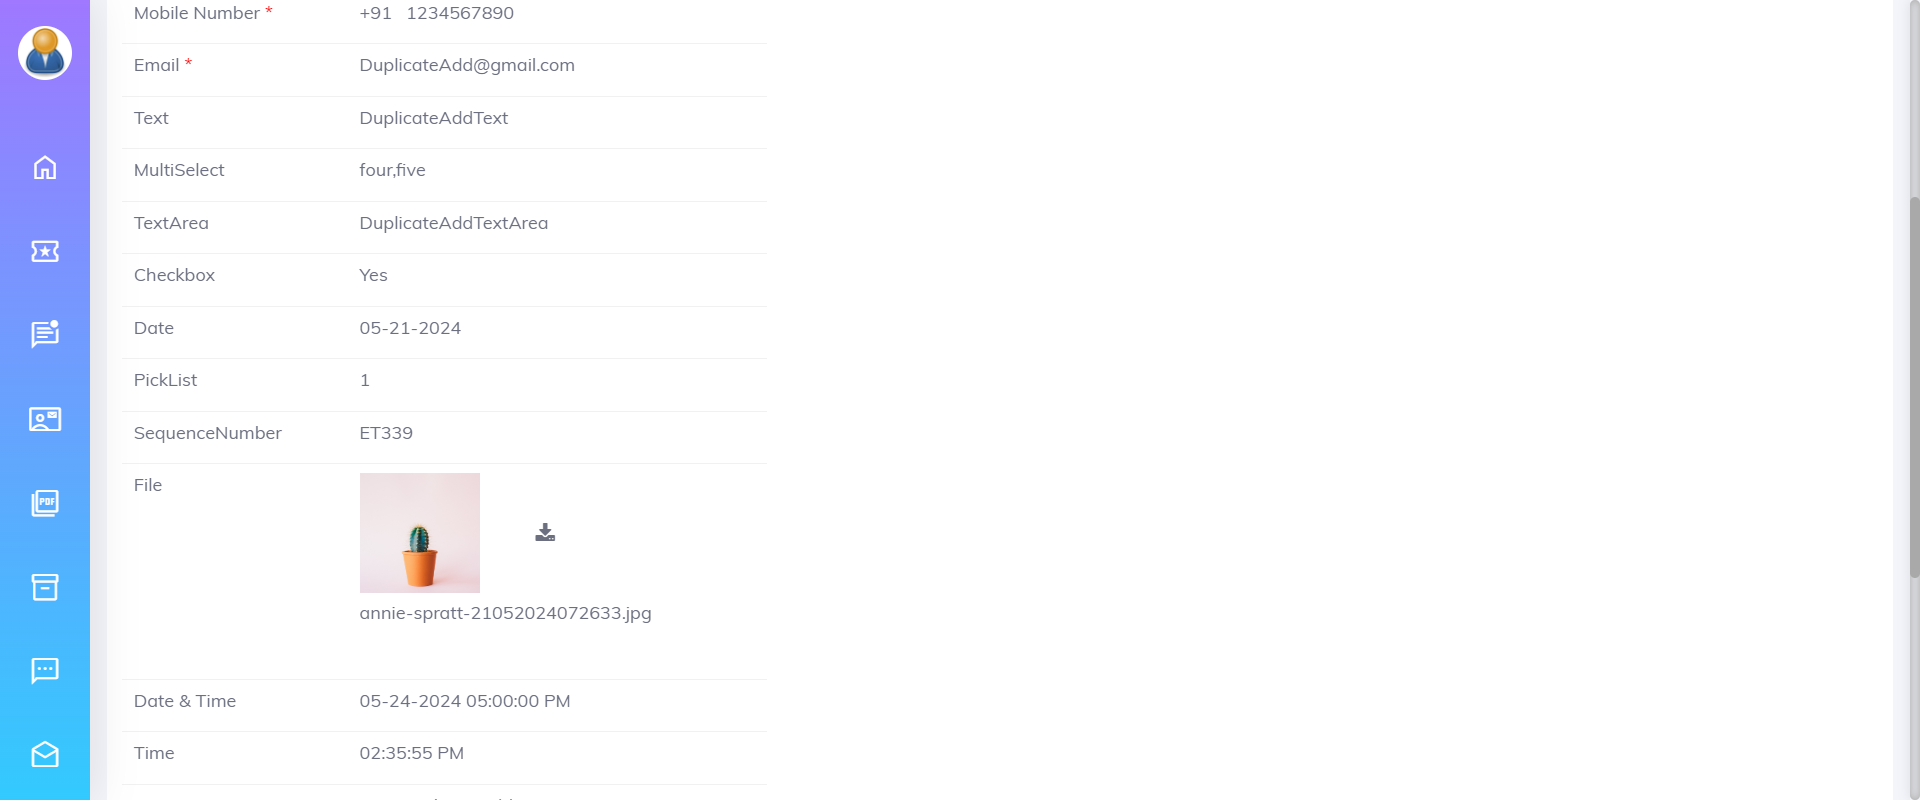 Mobile Number * +91 1234567890
Email * DuplicateAdd@gmail.com
Text DuplicateAddText
MultiSelect four,five
TextArea DuplicateAddTextArea
Checkbox Yes
Date 05-21-2024
PickList 1
SequenceNumber ET339
File
annie-spratt-21052024072633.jpg
Date & Time 05-24-2024 05:00:00 PM
Time 02:35:55 PM
PDF